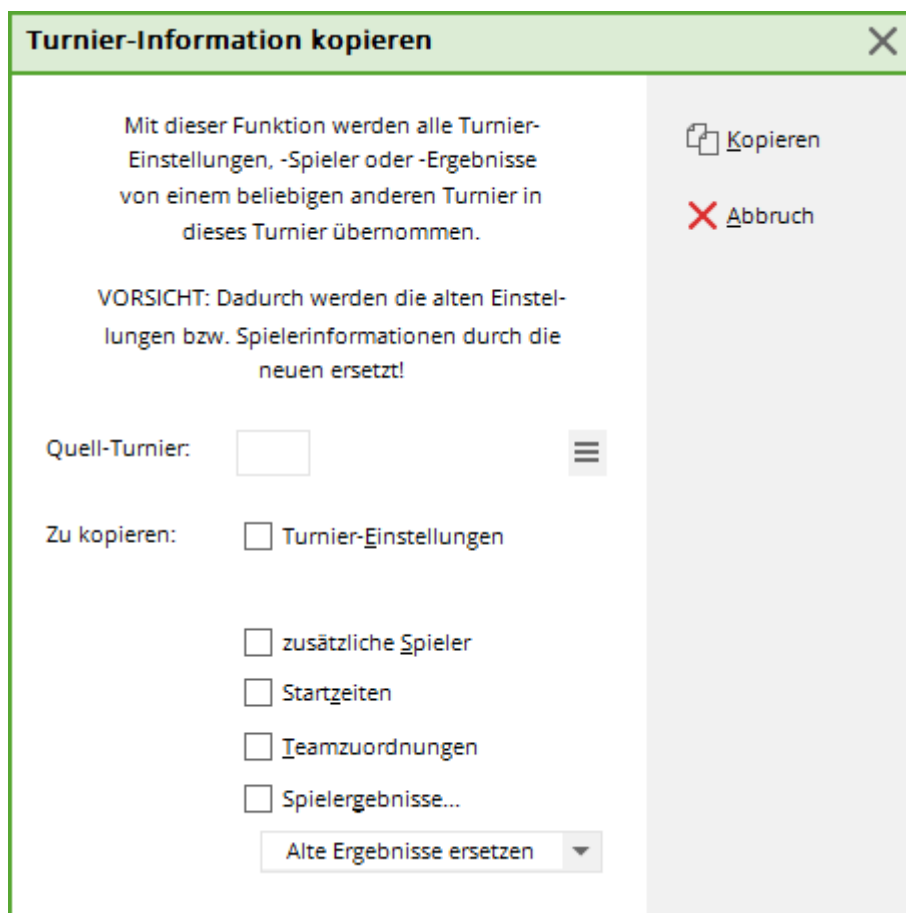 Turnier-Information kopieren
Mit dieser Funktion werden alle Turnier-
Einstellungen, -Spieler oder -Ergebnisse
von einem beliebigen anderen Turnier in
dieses Turnier übernommen.
VORSICHT: Dadurch werden die alten Einstel-
lungen bzw. Spielerinformationen durch die
neuen ersetzt!
Quell-Turnier:
Zu kopieren:
Turnier-Einstellungen
zusätzliche Spieler
Startzeiten
Teamzuordnungen
Spielergebnisse...
Alte Ergebnisse ersetzen
Kopieren
Abbruch